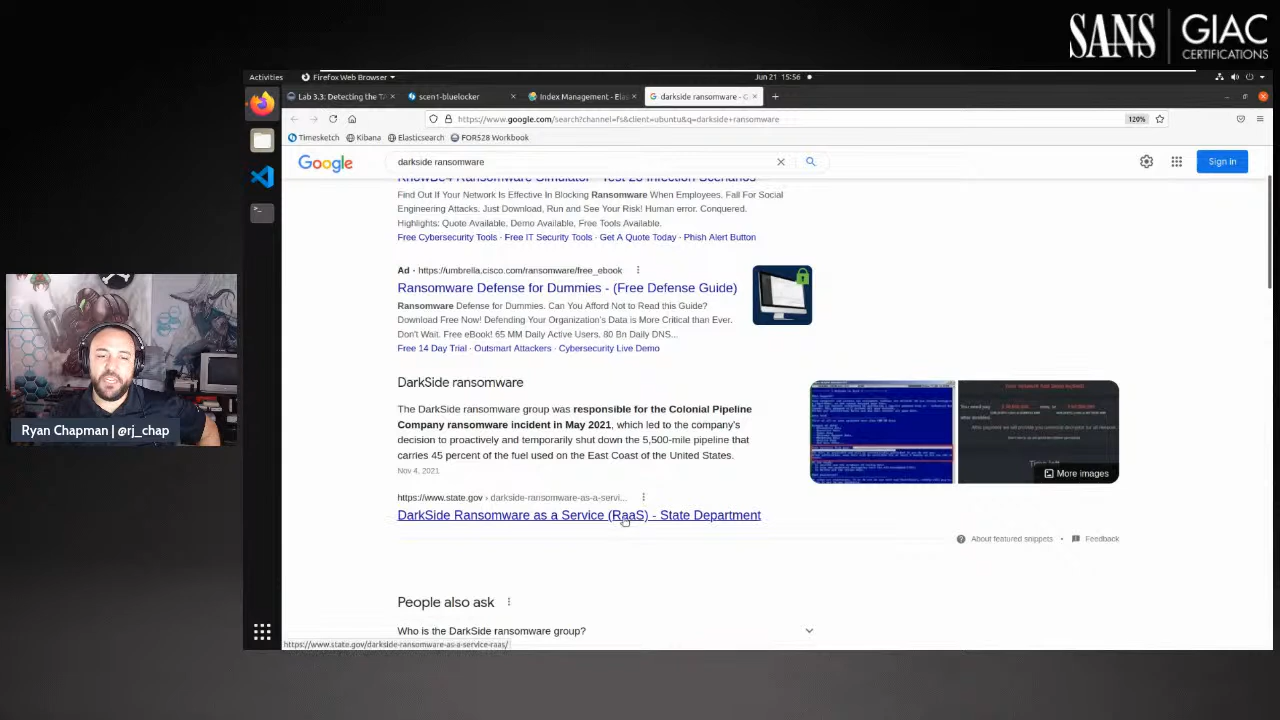 SANS GIAC CERTIFICATIONS
Activities Firefox Web Browser Jun 21 15:56
Lab 3.3: Detecting the TA scen1-bluelocker Index Management - Elas darkside ransomware - G
https://www.google.com/search?channel=fs&client=ubuntu&q=darkside+ransomware 120%
Timesketch Kibana Elasticsearch FOR528 Workbook
Google darkside ransomware Sign in
KnowBe4 Ransomware Simulator - Test 23 Infection Scenarios
Find Out If Your Network Is Effective In Blocking Ransomware When Employees. Fall For Social
Engineering Attacks. Just Download, Run and See Your Risk! Human error. Conquered.
Highlights: Quote Available, Demo Available, Free Tools Available.
Free Cybersecurity Tools · Free IT Security Tools · Get A Quote Today · Phish Alert Button
Ad · https://umbrella.cisco.com/ransomware/free_ebook
Ransomware Defense for Dummies - (Free Defense Guide)
Ransomware Defense for Dummies. Can You Afford Not to Read this Guide?
Download Free Now! Defending Your Organization's Data is More Critical than Ever.
Don't Wait. Free eBook! 65 MM Daily Active Users. 80 Bn Daily DNS...
Free 14 Day Trial · Outsmart Attackers · Cybersecurity Live Demo
DarkSide ransomware
The DarkSide ransomware group was responsible for the Colonial Pipeline
Company ransomware incident in May 2021, which led to the company's
decision to proactively and temporarily shut down the 5,500-mile pipeline that
carries 45 percent of the fuel used on the East Coast of the United States.
Nov 4, 2021
More images
https://www.state.gov › darkside-ransomware-as-a-servi...
DarkSide Ransomware as a Service (RaaS) - State Department
About featured snippets · Feedback
People also ask
Who is the DarkSide ransomware group?
https://www.state.gov/darkside-ransomware-as-a-service-raas/
Ryan Chapman | @rj_chap